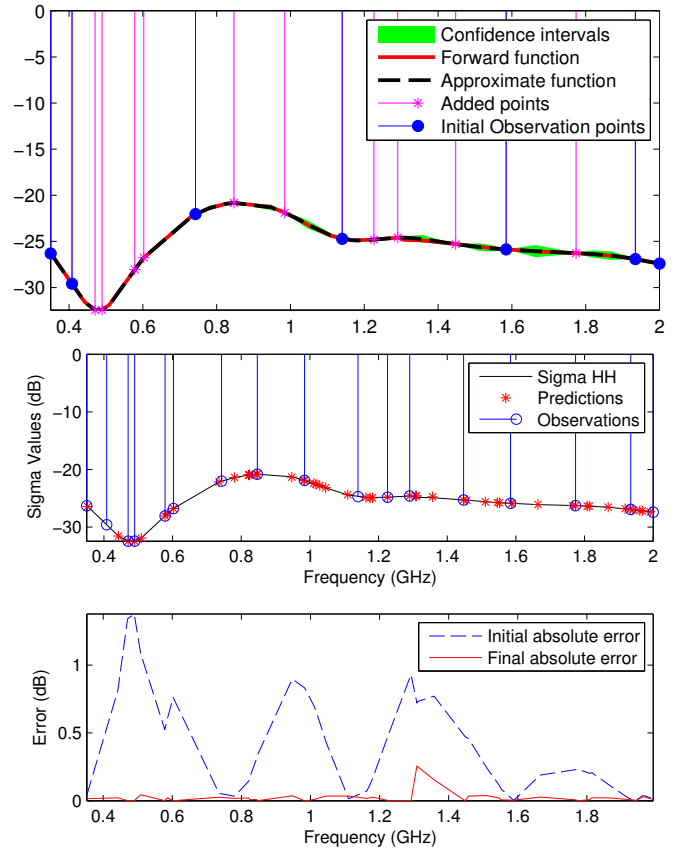 0
−5
−10
−15
−20
−25
−30
0.4 0.6 0.8 1 1.2 1.4 1.6 1.8 2
Confidence intervals
Forward function
Approximate function
Added points
Initial Observation points
0
−10
−20
−30
Sigma Values (dB)
0.4 0.6 0.8 1 1.2 1.4 1.6 1.8 2
Frequency (GHz)
Sigma HH
Predictions
Observations
1
0.5
0
Error (dB)
0.4 0.6 0.8 1 1.2 1.4 1.6 1.8
Frequency (GHz)
Initial absolute error
Final absolute error